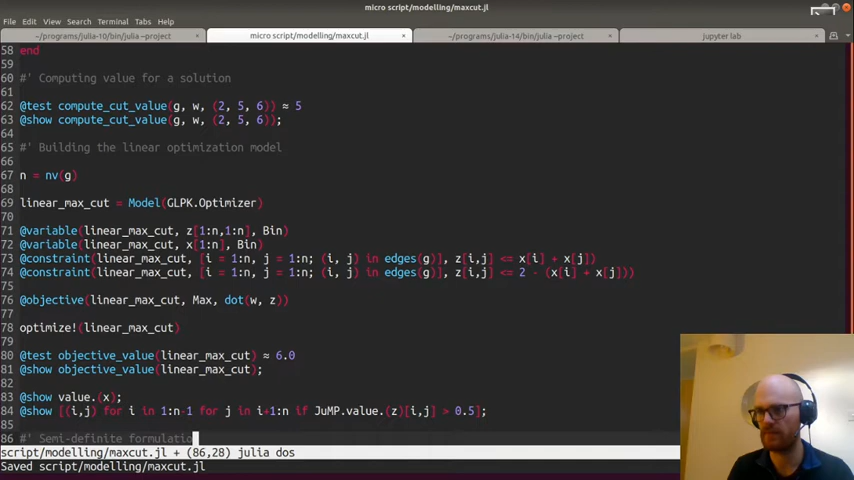 micro script/modelling/maxcut.jl
File Edit View Search Terminal Tabs Help
~/programs/julia-10/bin/julia --project × micro script/modelling/maxcut.jl × ~/programs/julia-14/bin/julia --project × jupyter lab ×
58 end
59
60 #' Computing value for a solution
61
62 @test compute_cut_value(g, w, (2, 5, 6)) ≈ 5
63 @show compute_cut_value(g, w, (2, 5, 6));
64
65 #' Building the linear optimization model
66
67 n = nv(g)
68
69 linear_max_cut = Model(GLPK.Optimizer)
70
71 @variable(linear_max_cut, z[1:n,1:n], Bin)
72 @variable(linear_max_cut, x[1:n], Bin)
73 @constraint(linear_max_cut, [i = 1:n, j = 1:n; (i, j) in edges(g)], z[i,j] <= x[i] + x[j])
74 @constraint(linear_max_cut, [i = 1:n, j = 1:n; (i, j) in edges(g)], z[i,j] <= 2 - (x[i] + x[j]))
75
76 @objective(linear_max_cut, Max, dot(w, z))
77
78 optimize!(linear_max_cut)
79
80 @test objective_value(linear_max_cut) ≈ 6.0
81 @show objective_value(linear_max_cut);
82
83 @show value.(x);
84 @show [(i,j) for i in 1:n-1 for j in i+1:n if JuMP.value.(z)[i,j] > 0.5];
85
86 #' Semi-definite formulatio
script/modelling/maxcut.jl + (86,28) julia dos
Saved script/modelling/maxcut.jl